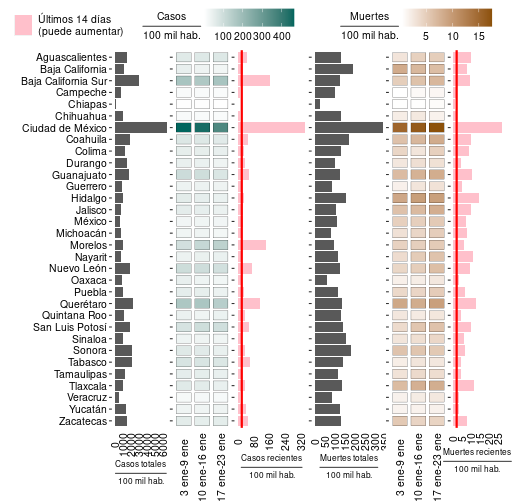 Últimos 14 días
(puede aumentar)
Casos
100 mil hab.
100 200 300 400
Muertes
100 mil hab.
5 10 15
Aguascalientes
Baja California
Baja California Sur
Campeche
Chiapas
Chihuahua
Ciudad de México
Coahuila
Colima
Durango
Guanajuato
Guerrero
Hidalgo
Jalisco
México
Michoacán
Morelos
Nayarit
Nuevo León
Oaxaca
Puebla
Querétaro
Quintana Roo
San Luis Potosí
Sinaloa
Sonora
Tabasco
Tamaulipas
Tlaxcala
Veracruz
Yucatán
Zacatecas
0 1000 2000 3000 4000 5000 6000
Casos totales
100 mil hab.
3 ene-9 ene
10 ene-16 ene
17 ene-23 ene
0 80 160 240 320
Casos recientes
100 mil hab.
0 50 100 150 200 250 300
Muertes totales
100 mil hab.
3 ene-9 ene
10 ene-16 ene
17 ene-23 ene
0 5 10 15 20 25
Muertes recientes
100 mil hab.